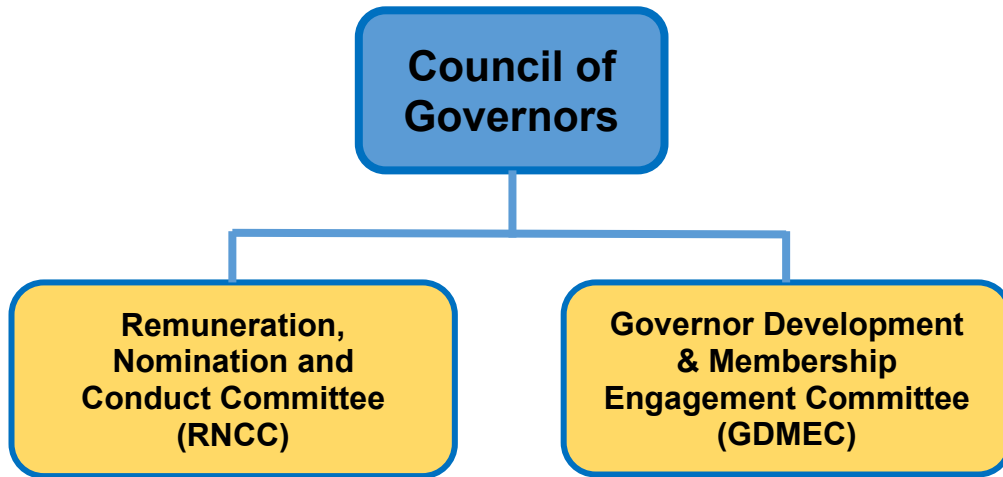 Council of
Governors
Remuneration,
Nomination and
Conduct Committee
(RNCC)
Governor Development
& Membership
Engagement Committee
(GDMEC)